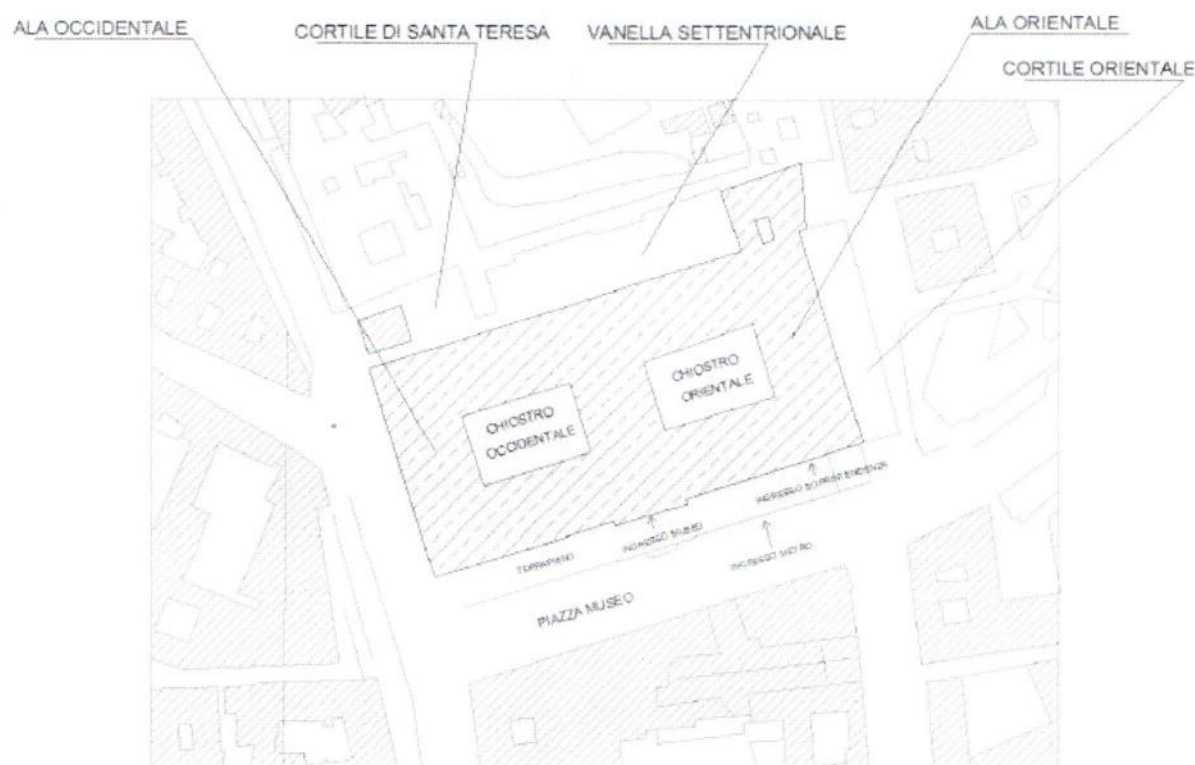 ALA OCCIDENTALE
CORTILE DI SANTA TERESA
VANELLA SETTENTRIONALE
ALA ORIENTALE
CORTILE ORIENTALE
CHIOSTRO
ORIENTALE
CHIOSTRO
OCCIDENTALE
INGRESSO SOPRINTENDENZA
INGRESSO MUSEO
TERRAPIENO
INGRESSO METRO
PIAZZA MUSEO